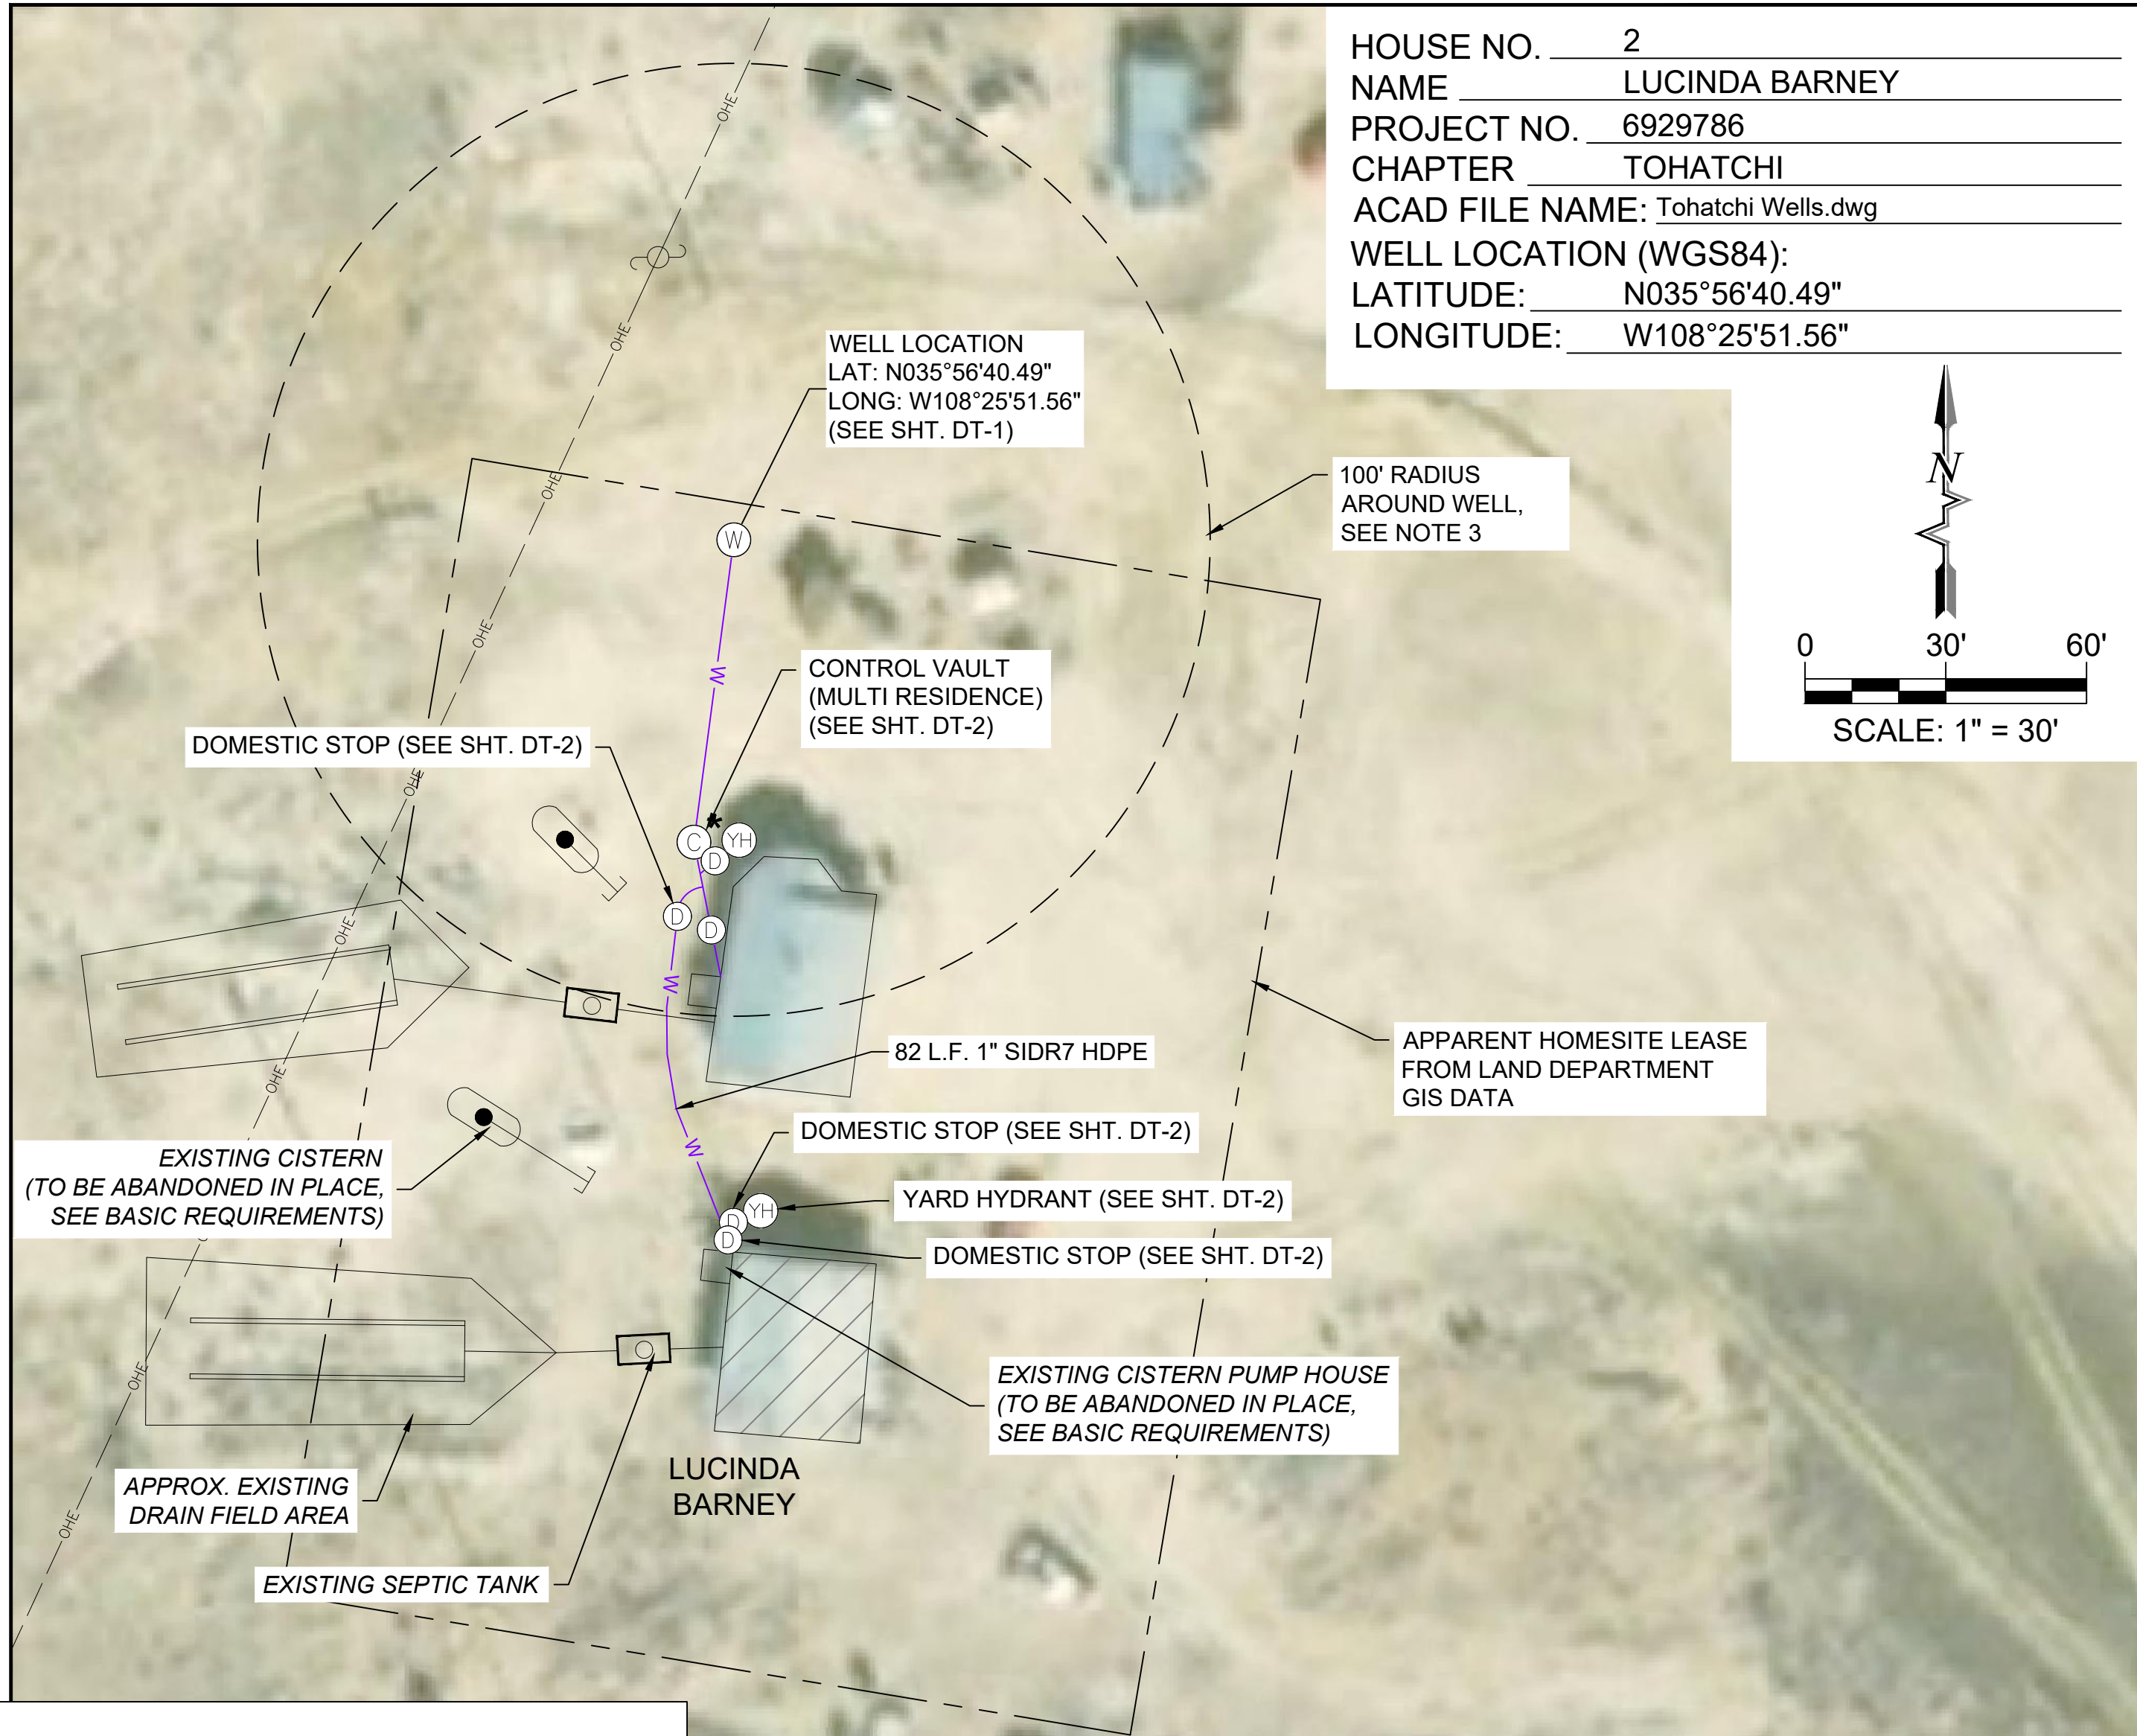 HOUSE NO. 2
NAME LUCINDA BARNEY
PROJECT NO. 6929786
CHAPTER TOHATCHI
ACAD FILE NAME: Tohatchi Wells.dwg
WELL LOCATION (WGS84):
LATITUDE: N035°56'40.49"
LONGITUDE: W108°25'51.56"
N
0 30' 60'
SCALE: 1" = 30'
OHE
OHE
OHE
OHE
OHE
OHE
OHE
OHE
OHE
WELL LOCATION
LAT: N035°56'40.49"
LONG: W108°25'51.56"
(SEE SHT. DT-1)
100' RADIUS
AROUND WELL,
SEE NOTE 3
W
W
CONTROL VAULT
(MULTI RESIDENCE)
(SEE SHT. DT-2)
DOMESTIC STOP (SEE SHT. DT-2)
* 
C
YH
D
D
D
W
82 L.F. 1" SIDR7 HDPE
APPARENT HOMESITE LEASE
FROM LAND DEPARTMENT
GIS DATA
DOMESTIC STOP (SEE SHT. DT-2)
W
EXISTING CISTERN
(TO BE ABANDONED IN PLACE,
SEE BASIC REQUIREMENTS)
YARD HYDRANT (SEE SHT. DT-2)
YH
D
D
DOMESTIC STOP (SEE SHT. DT-2)
EXISTING CISTERN PUMP HOUSE
(TO BE ABANDONED IN PLACE,
SEE BASIC REQUIREMENTS)
LUCINDA
BARNEY
APPROX. EXISTING
DRAIN FIELD AREA
EXISTING SEPTIC TANK